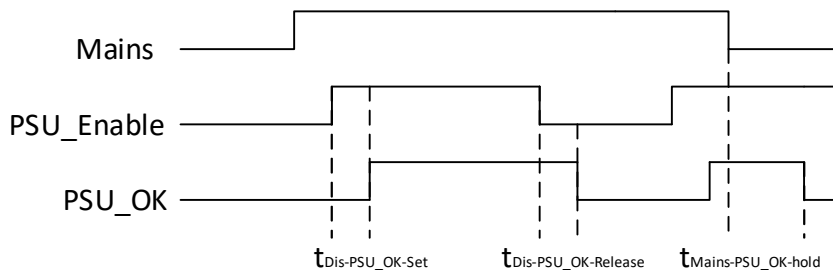 Mains
PSU_Enable
PSU_OK
tDis-PSU_OK-Set tDis-PSU_OK-Release tMains-PSU_OK-hold